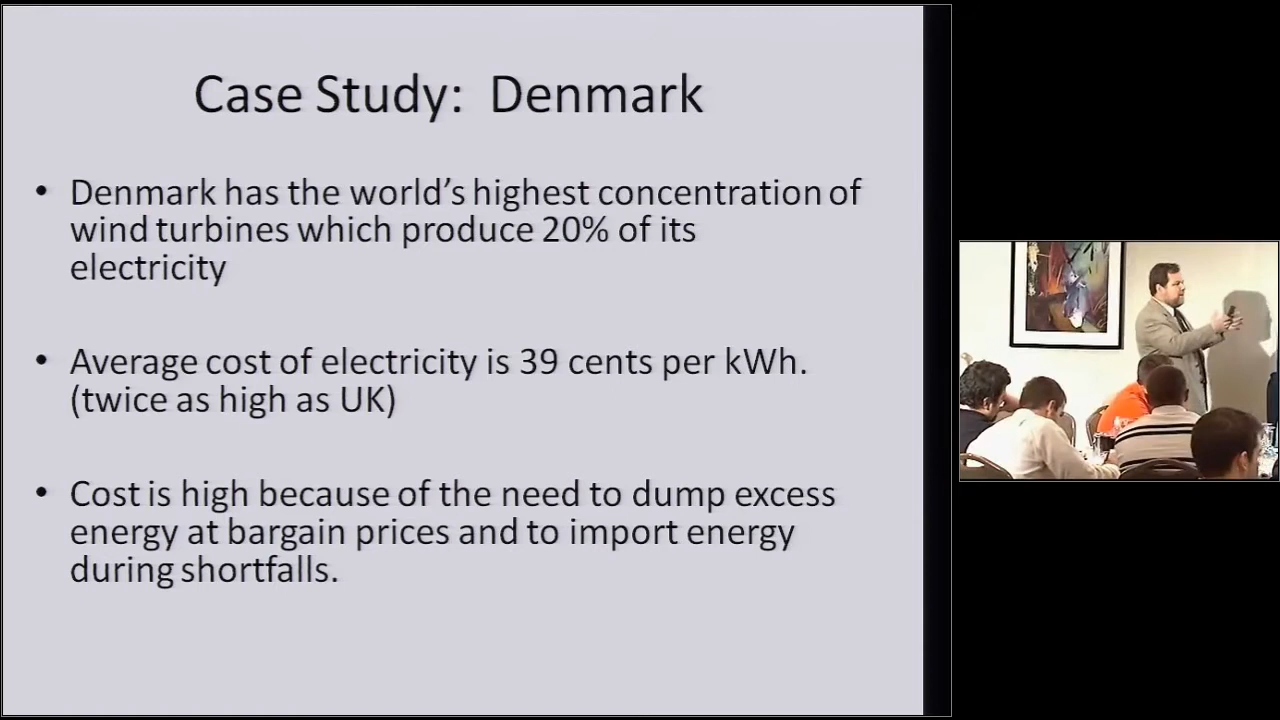 Case Study: Denmark
• Denmark has the world's highest concentration of
wind turbines which produce 20% of its
electricity
• Average cost of electricity is 39 cents per kWh.
(twice as high as UK)
• Cost is high because of the need to dump excess
energy at bargain prices and to import energy
during shortfalls.